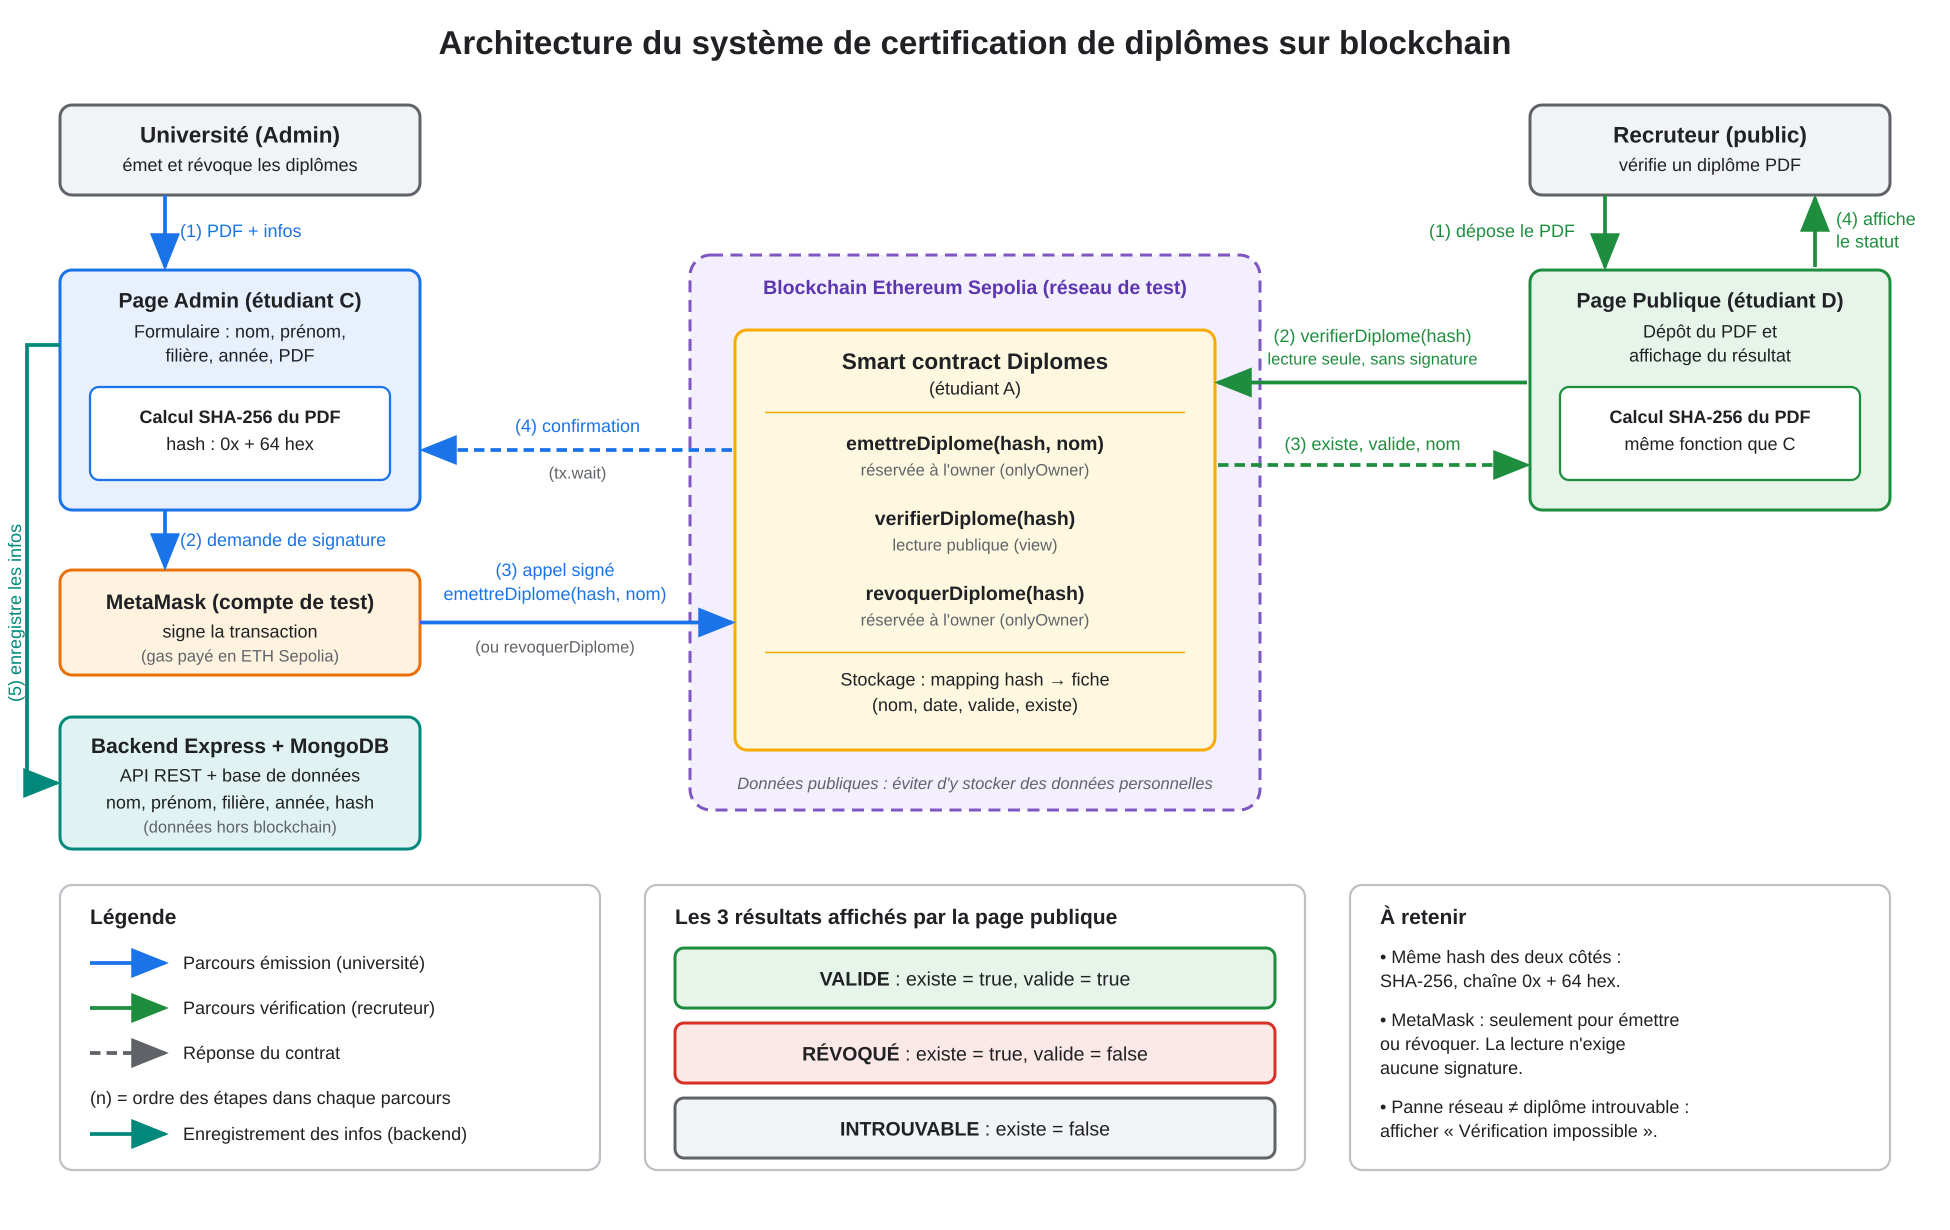 Architecture du système de certification de diplômes sur blockchain
Université (Admin)
émet et révoque les diplômes
(1) PDF + infos
Page Admin (étudiant C)
Formulaire : nom, prénom,
filière, année, PDF
Calcul SHA-256 du PDF
hash : 0x + 64 hex
(2) demande de signature
MetaMask (compte de test)
signe la transaction
(gas payé en ETH Sepolia)
(5) enregistre les infos
Backend Express + MongoDB
API REST + base de données
nom, prénom, filière, année, hash
(données hors blockchain)
(4) confirmation
(tx.wait)
(3) appel signé
emettreDiplome(hash, nom)
(ou revoquerDiplome)
Blockchain Ethereum Sepolia (réseau de test)
Smart contract Diplomes
(étudiant A)
emettreDiplome(hash, nom)
réservée à l'owner (onlyOwner)
verifierDiplome(hash)
lecture publique (view)
revoquerDiplome(hash)
réservée à l'owner (onlyOwner)
Stockage : mapping hash → fiche
(nom, date, valide, existe)
Données publiques : éviter d'y stocker des données personnelles
Recruteur (public)
vérifie un diplôme PDF
(1) dépose le PDF
(4) affiche
le statut
(2) verifierDiplome(hash)
lecture seule, sans signature
(3) existe, valide, nom
Page Publique (étudiant D)
Dépôt du PDF et
affichage du résultat
Calcul SHA-256 du PDF
même fonction que C
Légende
Parcours émission (université)
Parcours vérification (recruteur)
Réponse du contrat
(n) = ordre des étapes dans chaque parcours
Enregistrement des infos (backend)
Les 3 résultats affichés par la page publique
VALIDE : existe = true, valide = true
RÉVOQUÉ : existe = true, valide = false
INTROUVABLE : existe = false
À retenir
• Même hash des deux côtés :
SHA-256, chaîne 0x + 64 hex.
• MetaMask : seulement pour émettre
ou révoquer. La lecture n'exige
aucune signature.
• Panne réseau ≠ diplôme introuvable :
afficher « Vérification impossible ».